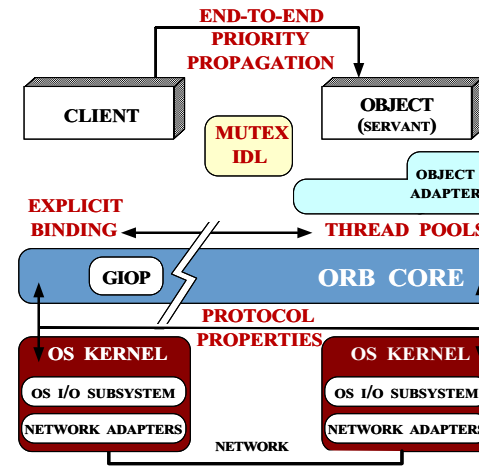 END-TO-END
PRIORITY
PROPAGATION
CLIENT
OBJECT
(SERVANT)
MUTEX
IDL
OBJECT
ADAPTER
EXPLICIT
BINDING
THREAD POOLS
GIOP
ORB CORE
PROTOCOL
PROPERTIES
OS KERNEL
OS I/O SUBSYSTEM
NETWORK ADAPTERS
OS KERNEL
OS I/O SUBSYSTEM
NETWORK ADAPTERS
NETWORK